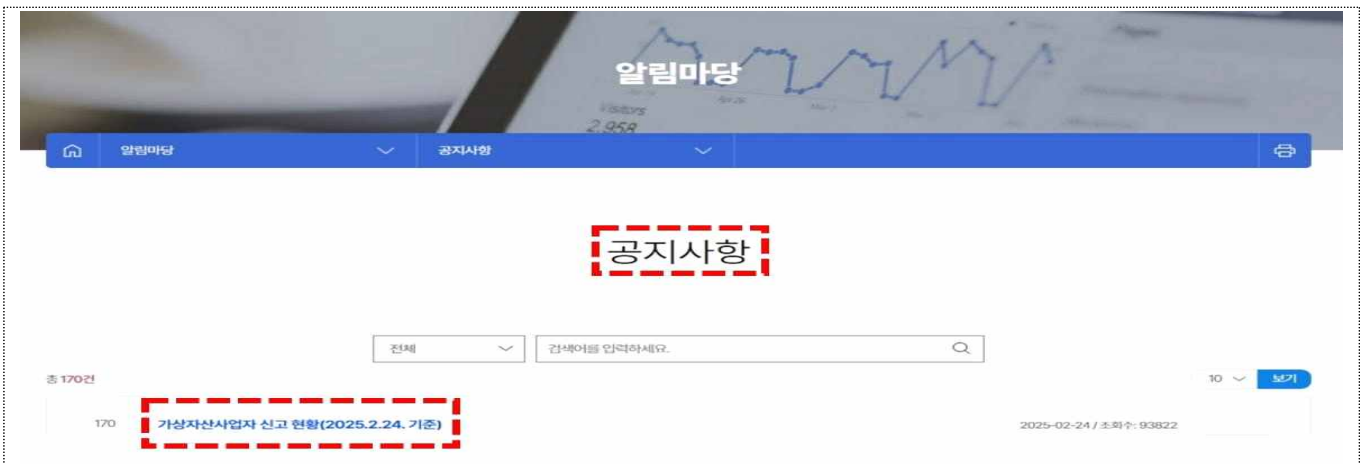 알림마당
Visitors
2,958
알림마당 공지사항
공지사항
전체 검색어를 입력하세요.
총 170건 10 보기
170 가상자산사업자 신고 현황(2025.2.24. 기준) 2025-02-24 / 조회수: 93822